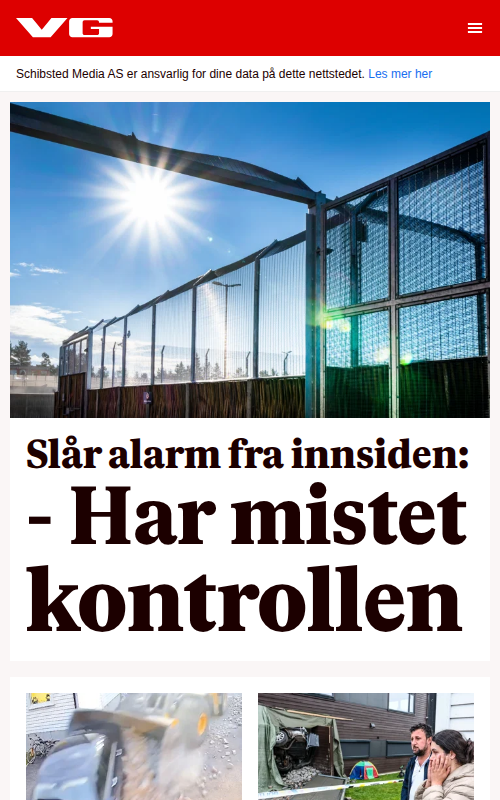 VG
Schibsted Media AS er ansvarlig for dine data på dette nettstedet. Les mer her
Slår alarm fra innsiden:
- Har mistet
kontrollen